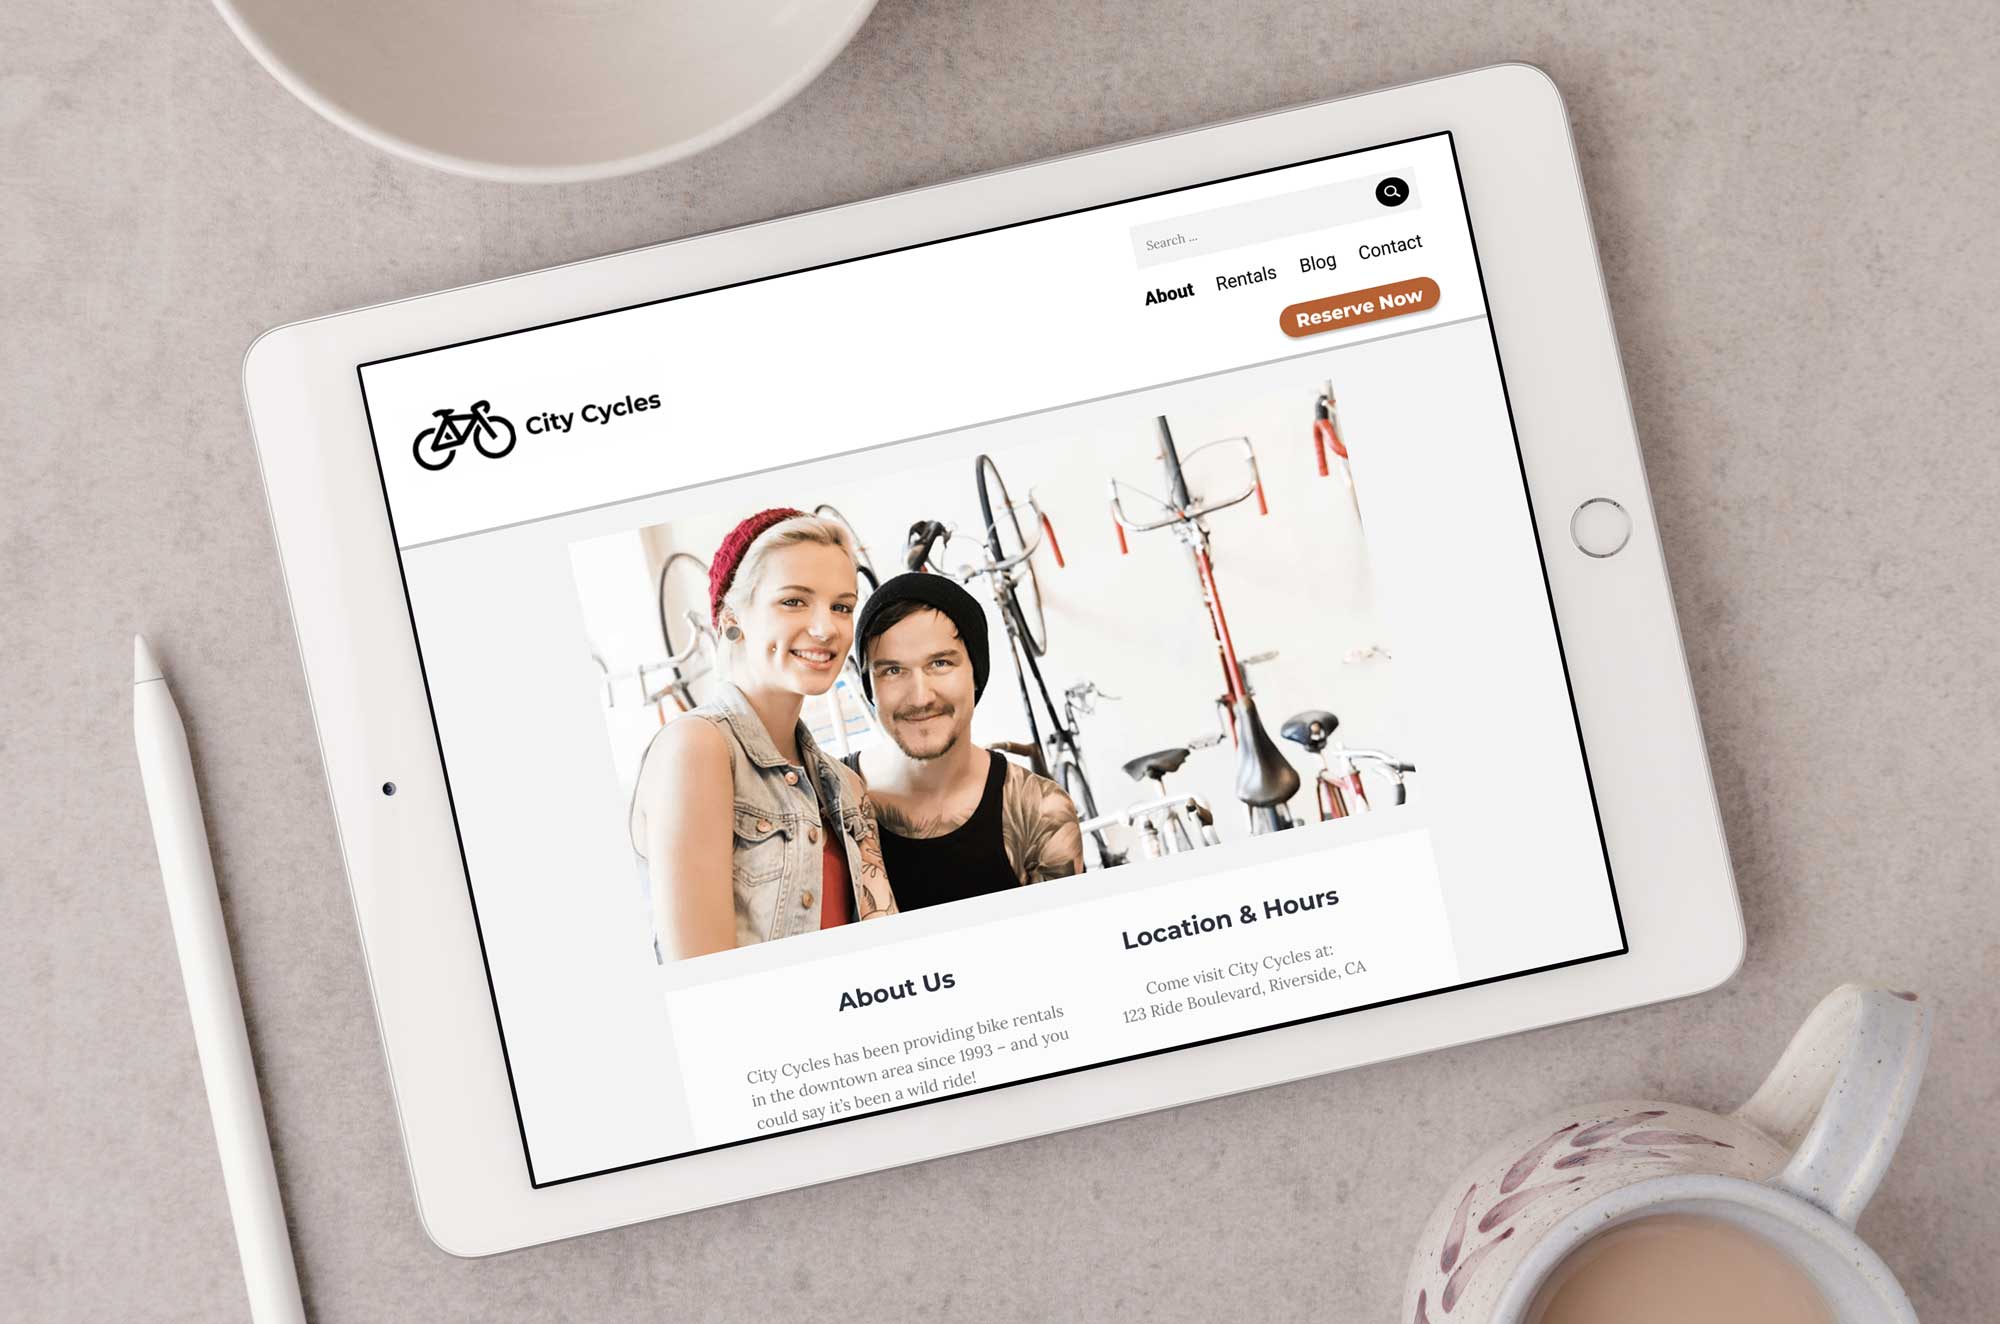 Search ...
About Rentals Blog Contact
Reserve Now
City Cycles
About Us
City Cycles has been providing bike rentals
in the downtown area since 1993 – and you
could say it's been a wild ride!
Location & Hours
Come visit City Cycles at:
123 Ride Boulevard, Riverside, CA